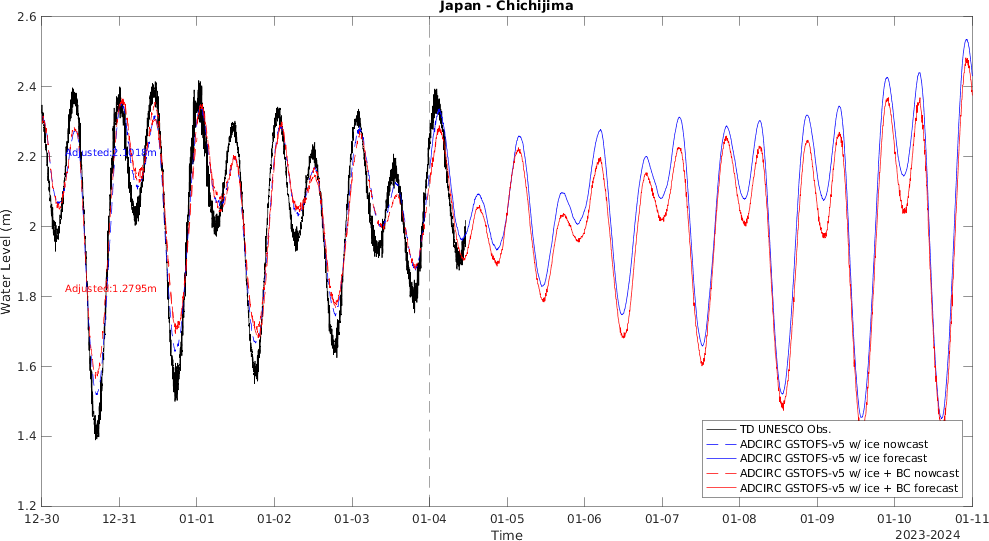 Japan - Chichijima
2.6
2.4
2.2
2
1.8
1.6
1.4
1.2
Water Level (m)
Adjusted:1.2795m
TD UNESCO Obs.
ADCIRC GSTOFS-v5 w/ ice nowcast
ADCIRC GSTOFS-v5 w/ ice forecast
ADCIRC GSTOFS-v5 w/ ice + BC nowcast
ADCIRC GSTOFS-v5 w/ ice + BC forecast
12-30 12-31 01-01 01-02 01-03 01-04 01-05 01-06 01-07 01-08 01-09 01-10 01-11
Time
2023-2024